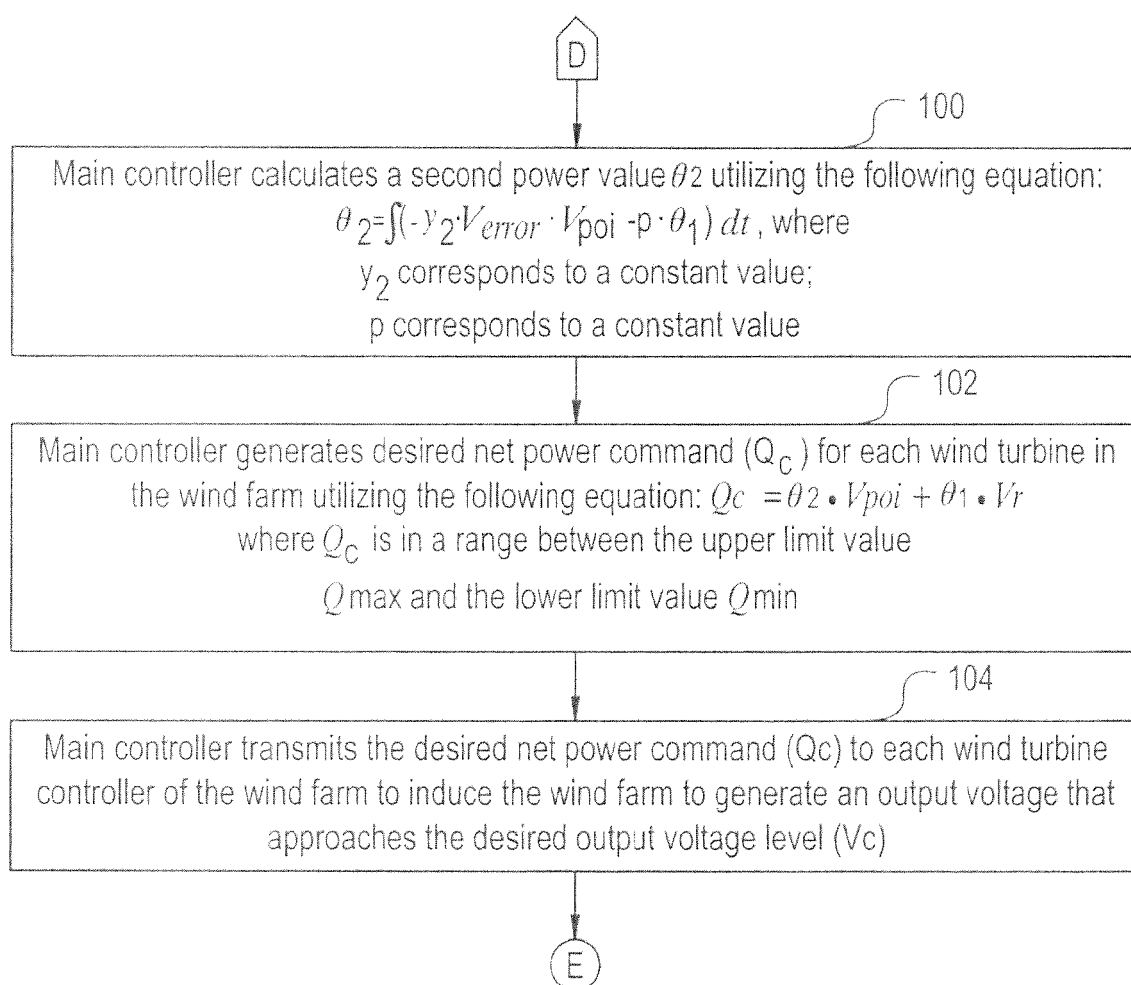 D
100
Main controller calculates a second power value θ2 utilizing the following equation:
θ2=∫(-y2·Verror · Vpoi -p·θ1) dt , where
y2 corresponds to a constant value;
p corresponds to a constant value
102
Main controller generates desired net power command (QC) for each wind turbine in
the wind farm utilizing the following equation: Qc = θ2 • Vpoi + θ1 • Vr
where QC is in a range between the upper limit value
Qmax and the lower limit value Qmin
104
Main controller transmits the desired net power command (Qc) to each wind turbine
controller of the wind farm to induce the wind farm to generate an output voltage that
approaches the desired output voltage level (Vc)
E